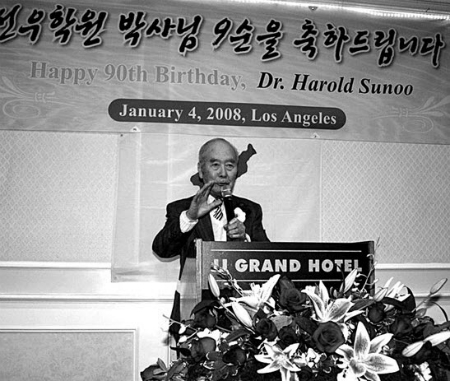 선우학원 박사님 9순을 축하드립니다
Happy 90th Birthday, Dr. Harold Sunoo
January 4, 2008, Los Angeles
GRAND HOTEL